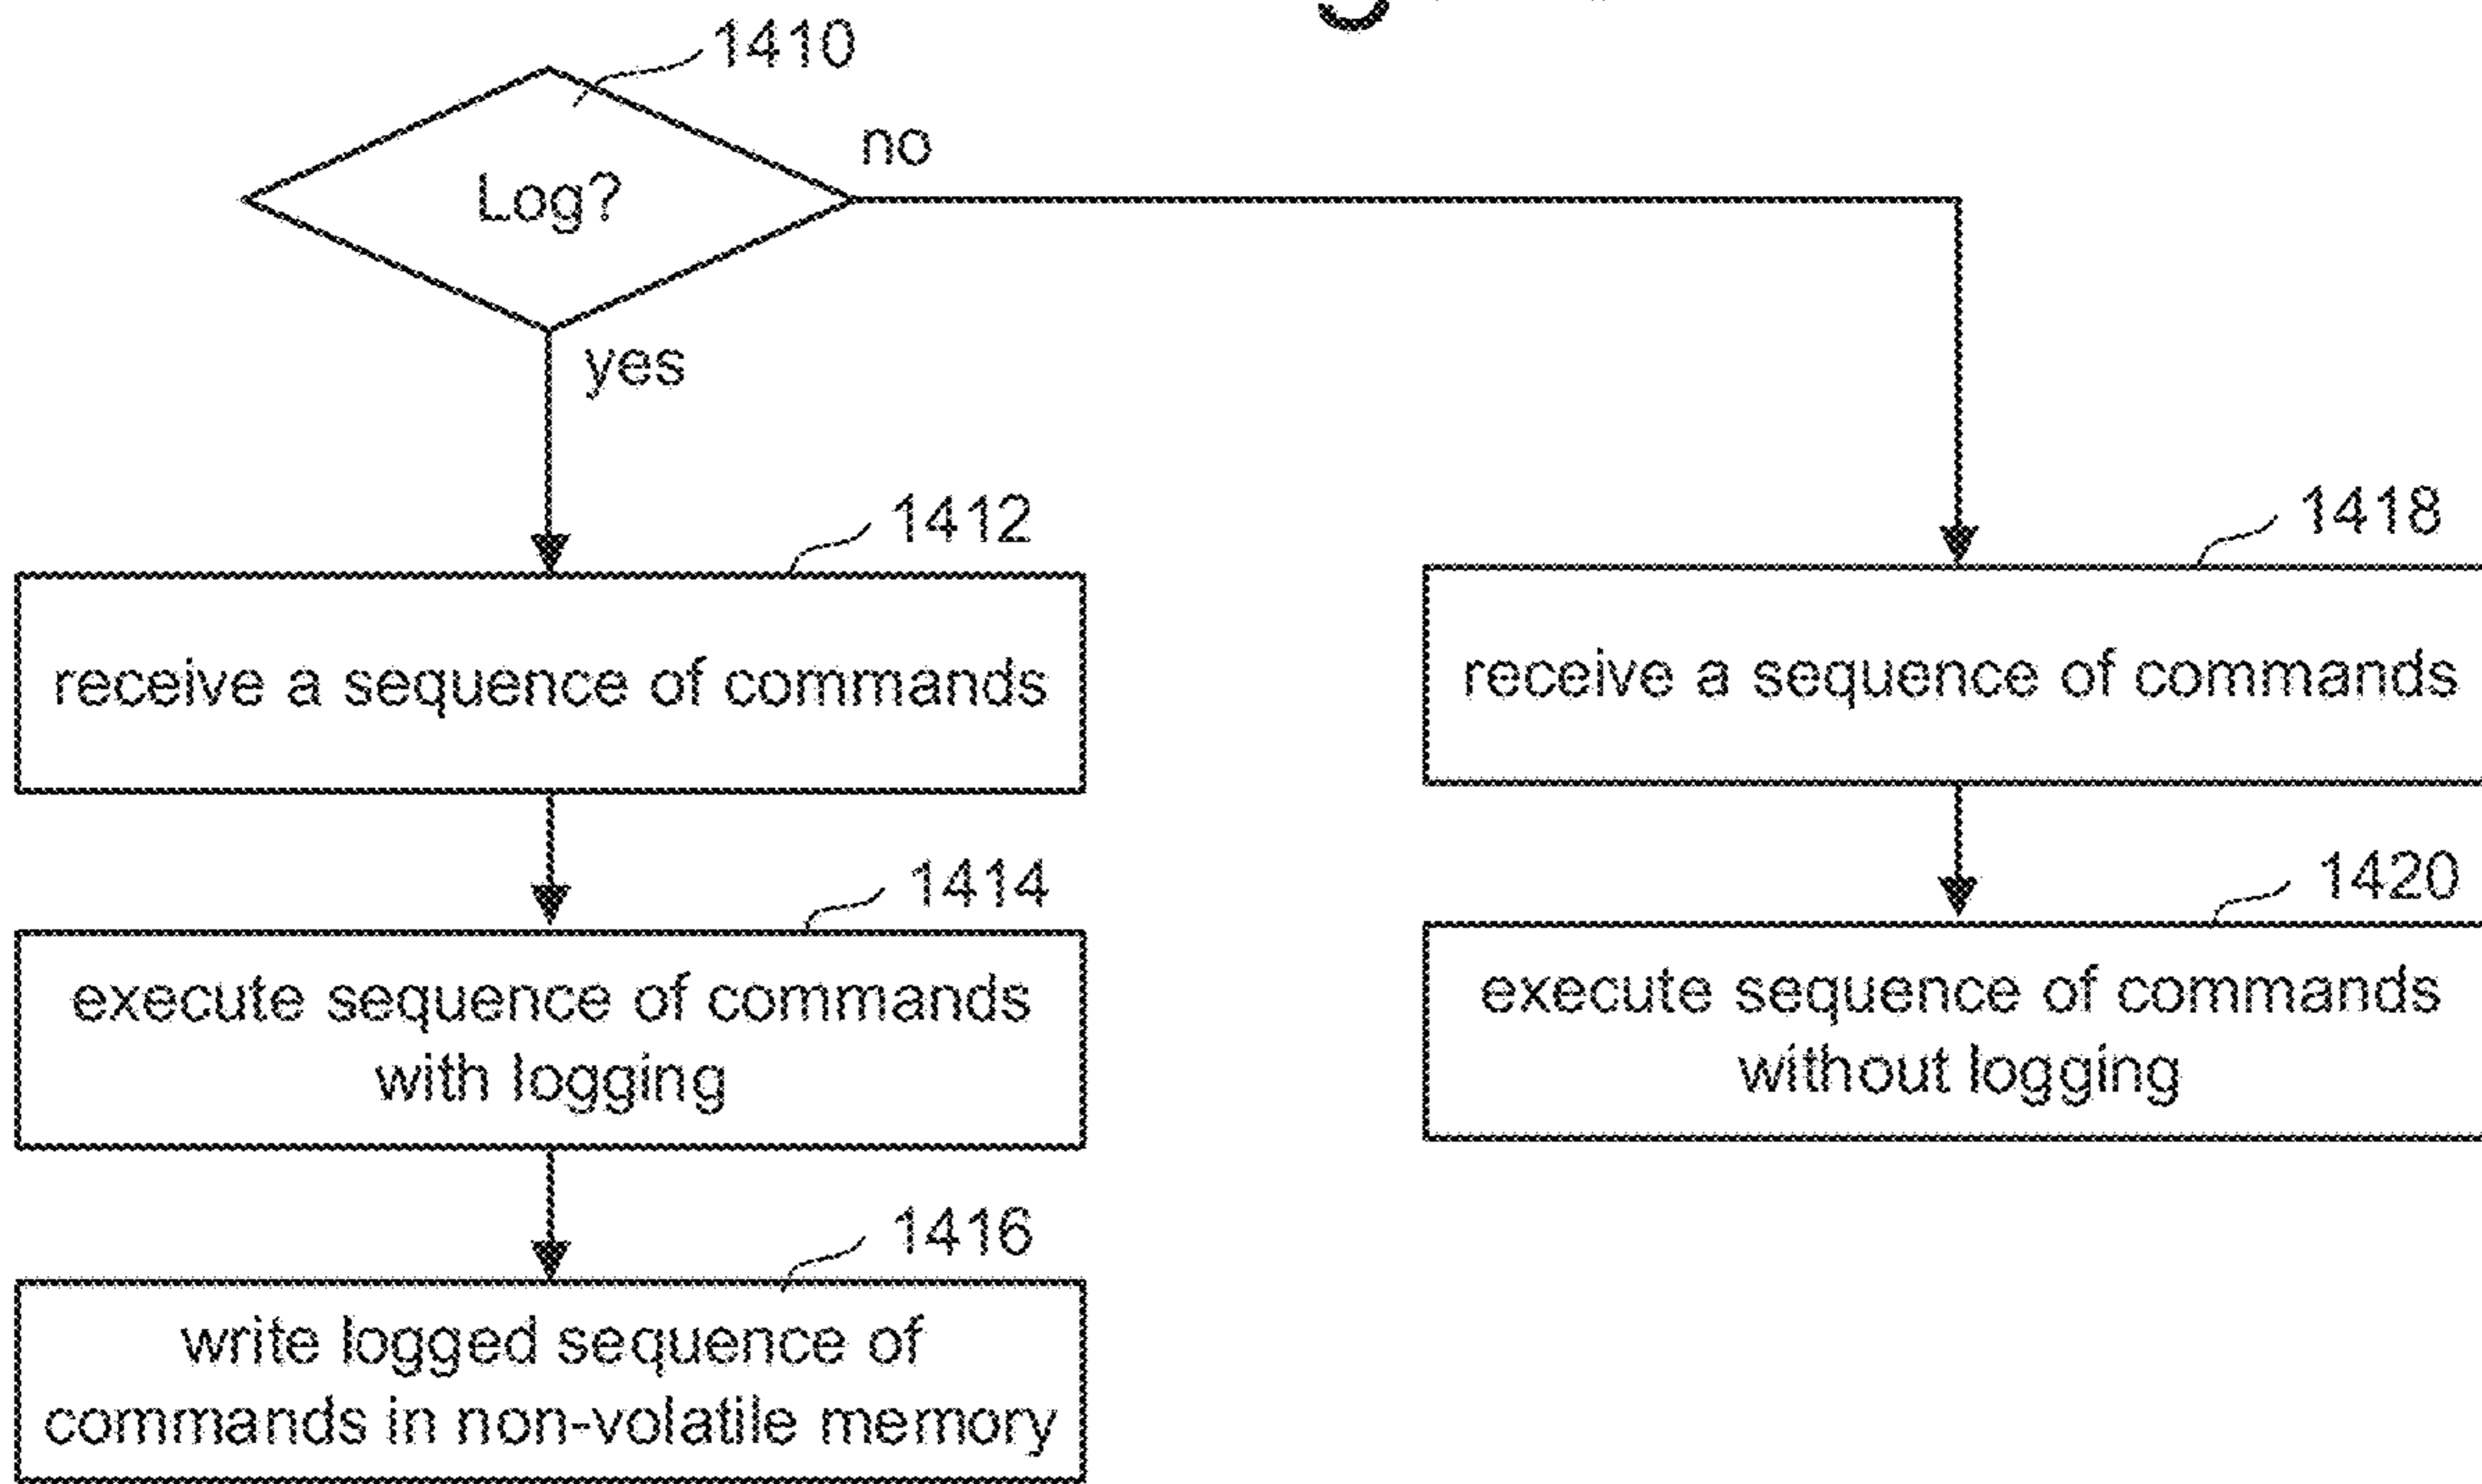 1410
Log?
no
yes
1412
receive a sequence of commands
1414
execute sequence of commands
with logging
1416
write logged sequence of
commands in non-volatile memory
1418
receive a sequence of commands
1420
execute sequence of commands
without logging